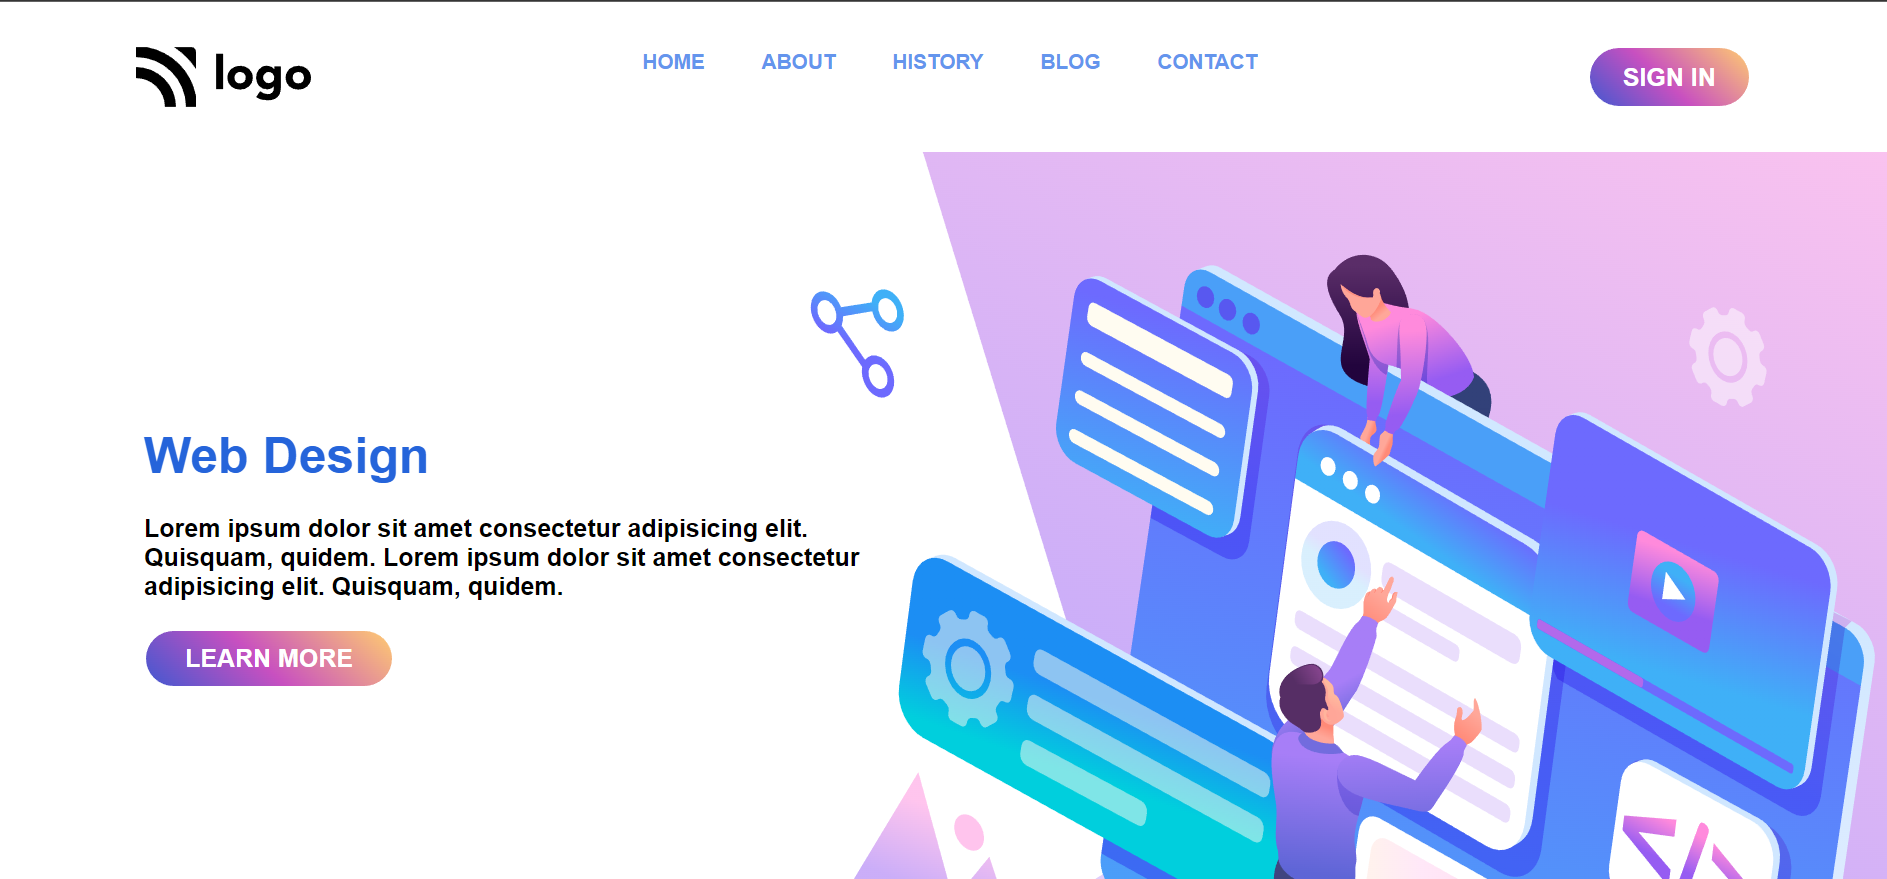 logo
HOME ABOUT HISTORY BLOG CONTACT
SIGN IN
Web Design
Lorem ipsum dolor sit amet consectetur adipisicing elit.
Quisquam, quidem. Lorem ipsum dolor sit amet consectetur
adipisicing elit. Quisquam, quidem.
LEARN MORE